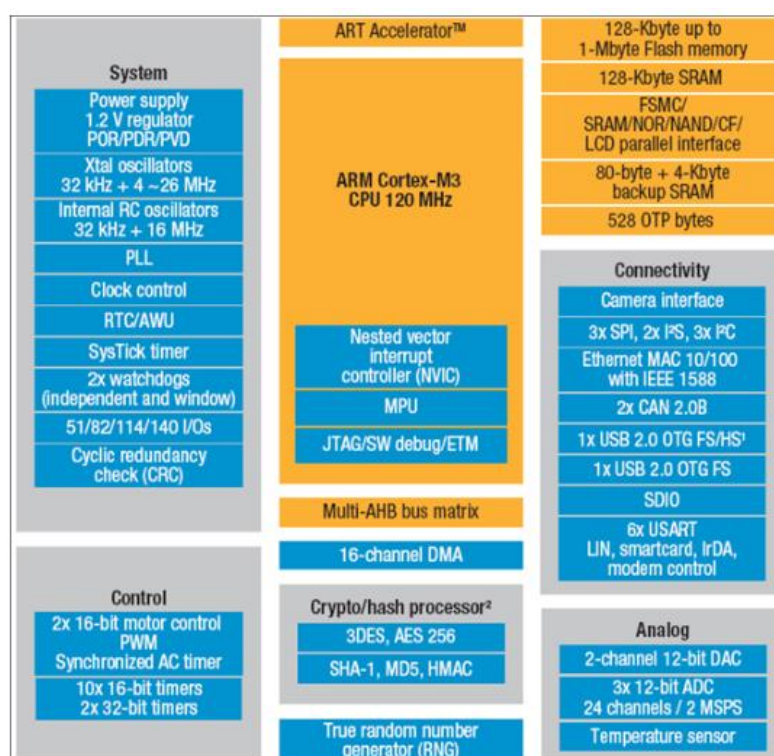 System
Power supply
1.2 V regulator
POR/PDR/PVD
Xtal oscillators
32 kHz + 4 ~26 MHz
Internal RC oscillators
32 kHz + 16 MHz
PLL
Clock control
RTC/AWU
SysTick timer
2x watchdogs
(independent and window)
51/82/114/140 I/Os
Cyclic redundancy
check (CRC)
Control
2x 16-bit motor control
PWM
Synchronized AC timer
10x 16-bit timers
2x 32-bit timers
ART Accelerator™
ARM Cortex-M3
CPU 120 MHz
Nested vector
interrupt
controller (NVIC)
MPU
JTAG/SW debug/ETM
Multi-AHB bus matrix
16-channel DMA
Crypto/hash processor²
3DES, AES 256
SHA-1, MD5, HMAC
True random number
generator (RNG)
128-Kbyte up to
1-Mbyte Flash memory
128-Kbyte SRAM
FSMC/
SRAM/NOR/NAND/CF/
LCD parallel interface
80-byte + 4-Kbyte
backup SRAM
528 OTP bytes
Connectivity
Camera interface
3x SPI, 2x I²S, 3x I²C
Ethernet MAC 10/100
with IEEE 1588
2x CAN 2.0B
1x USB 2.0 OTG FS/HS¹
1x USB 2.0 OTG FS
SDIO
6x USART
LIN, smartcard, IrDA,
modem control
Analog
2-channel 12-bit DAC
3x 12-bit ADC
24 channels / 2 MSPS
Temperature sensor